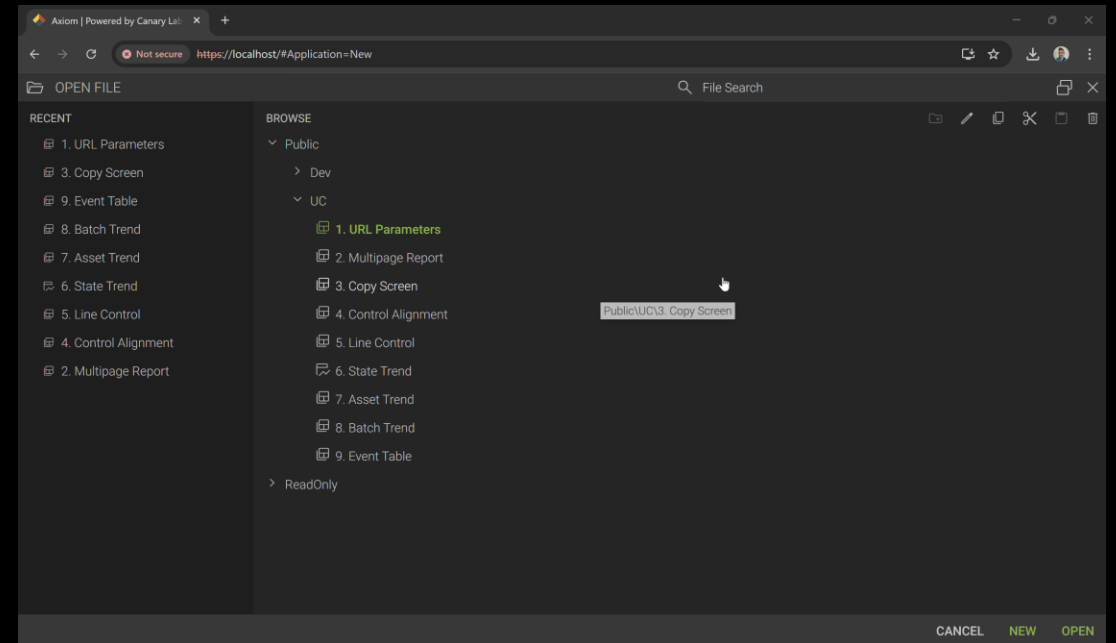 Axiom | Powered by Canary Lab
Not secure https://localhost/#Application=New
OPEN FILE
File Search
RECENT
1. URL Parameters
3. Copy Screen
9. Event Table
8. Batch Trend
7. Asset Trend
6. State Trend
5. Line Control
4. Control Alignment
2. Multipage Report
BROWSE
Public
Dev
UC
1. URL Parameters
2. Multipage Report
3. Copy Screen
4. Control Alignment
5. Line Control
6. State Trend
7. Asset Trend
8. Batch Trend
9. Event Table
ReadOnly
Public\UC\3. Copy Screen
CANCEL NEW OPEN